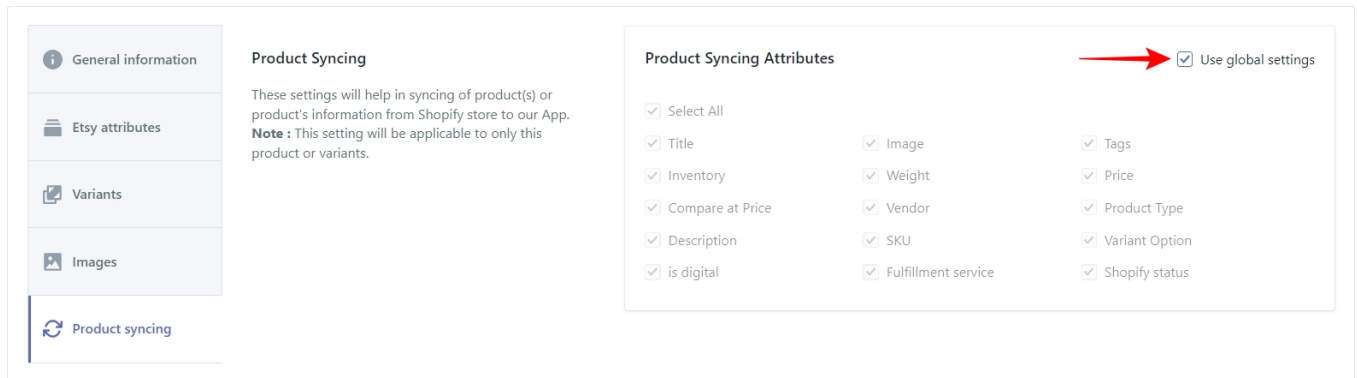 General information
Etsy attributes
Variants
Images
Product syncing
Product Syncing
These settings will help in syncing of product(s) or
product's information from Shopify store to our App.
Note : This setting will be applicable to only this
product or variants.
Product Syncing Attributes
Use global settings
Select All
Title
Image
Tags
Inventory
Weight
Price
Compare at Price
Vendor
Product Type
Description
SKU
Variant Option
is digital
Fulfillment service
Shopify status